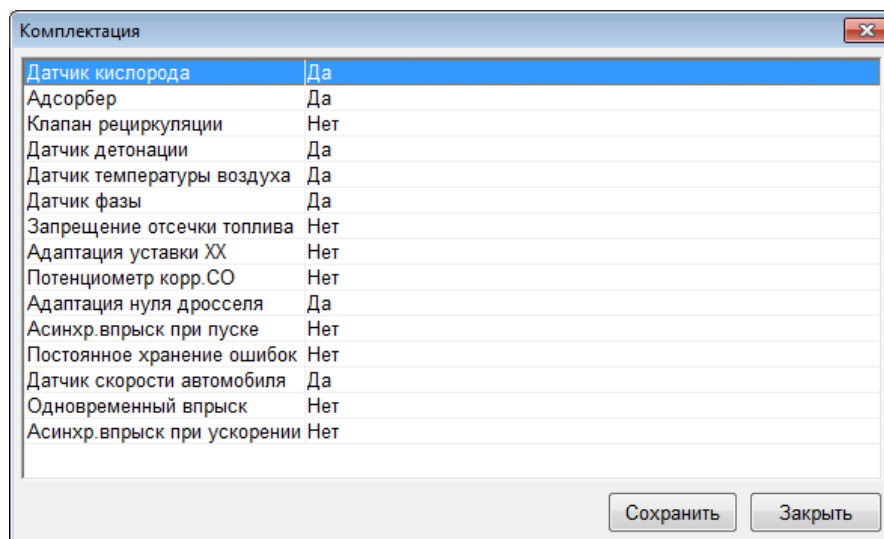 Комплектация
Датчик кислорода Да
Адсорбер Да
Клапан рециркуляции Нет
Датчик детонации Да
Датчик температуры воздуха Да
Датчик фазы Да
Запрещение отсечки топлива Нет
Адаптация уставки ХХ Нет
Потенциометр корр.СО Нет
Адаптация нуля дросселя Да
Асинхр.впрыск при пуске Нет
Постоянное хранение ошибок Нет
Датчик скорости автомобиля Да
Одновременный впрыск Нет
Асинхр.впрыск при ускорении Нет
Сохранить Закрыть